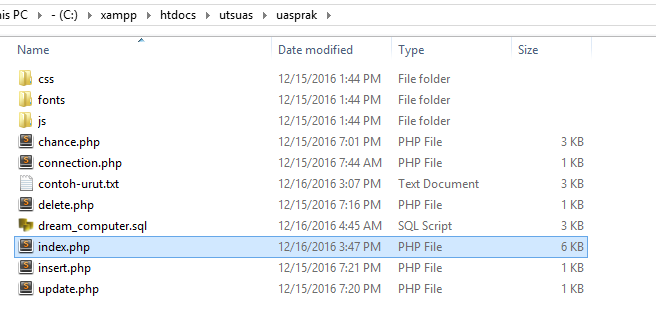 his PC › - (C:) › xampp › htdocs › utsuas › uasprak ›
Name Date modified Type Size
css 12/15/2016 1:44 PM File folder
fonts 12/15/2016 1:44 PM File folder
js 12/15/2016 1:44 PM File folder
chance.php 12/15/2016 7:01 PM PHP File 3 KB
connection.php 12/15/2016 7:44 AM PHP File 1 KB
contoh-urut.txt 12/16/2016 3:07 PM Text Document 3 KB
delete.php 12/15/2016 7:16 PM PHP File 1 KB
dream_computer.sql 12/16/2016 4:45 AM SQL Script 3 KB
index.php 12/16/2016 3:47 PM PHP File 6 KB
insert.php 12/15/2016 7:21 PM PHP File 1 KB
update.php 12/15/2016 7:20 PM PHP File 1 KB